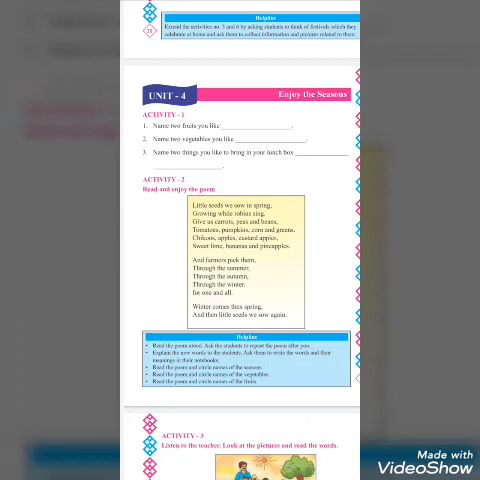 Helpline
Extend the activities no. 5 and 6 by asking students to think of festivals which they
celebrate at home and ask them to collect information and pictures related to them.
UNIT - 4
Enjoy the Seasons
ACTIVITY - 1
1. Name two fruits you like ____________________.
2. Name two vegetables you like ____________________.
3. Name two things you like to bring in your lunch box ________________
____________________.
ACTIVITY - 2
Read and enjoy the poem
Little seeds we sow in spring,
Growing while robins sing.
Give us carrots, peas and beans,
Tomatoes, pumpkins, corn and greens.
Chikoos, apples, custard apples,
Sweet lime, bananas and pineapples.
And farmers pick them,
Through the summer,
Through the autumn,
Through the winter.
for one and all.
Winter comes then spring,
And then little seeds we sow again.
Helpline
• Read the poem aloud. Ask the students to repeat the poem after you.
• Explain the new words to the students. Ask them to write the words and their
meanings in their notebooks.
• Read the poem and circle names of the seasons
• Read the poem and circle names of the vegetables.
• Read the poem and circle names of the fruits.
ACTIVITY - 3
Listen to the teacher. Look at the pictures and read the words.
Made with
VideoShow